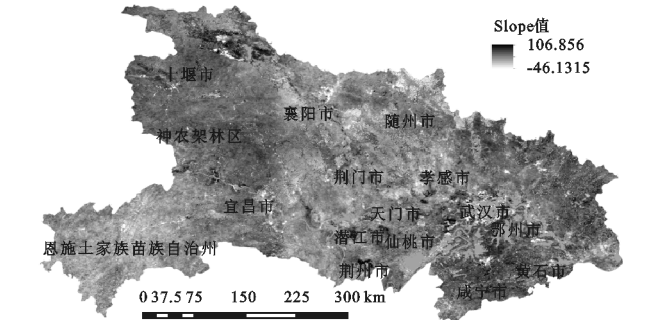 Slope值
106.856
-46.1315
十堰市
襄阳市
随州市
神农架林区
荆门市
孝感市
宜昌市
天门市
武汉市
鄂州市
潜江市
仙桃市
恩施土家族苗族自治州
荆州市
黄石市
咸宁市
0 37.5 75 150 225 300 km